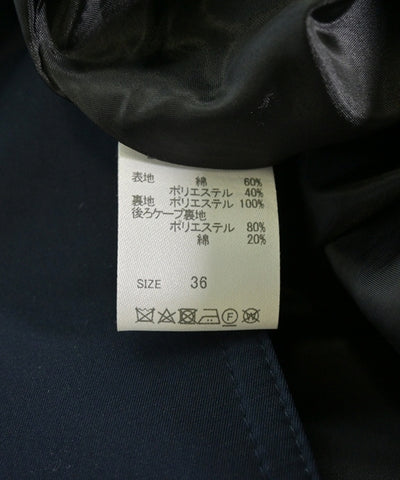 表地 綿 60%
ポリエステル 40%
裏地 ポリエステル 100%
後ろケープ裏地
ポリエステル 80%
綿 20%
SIZE 36